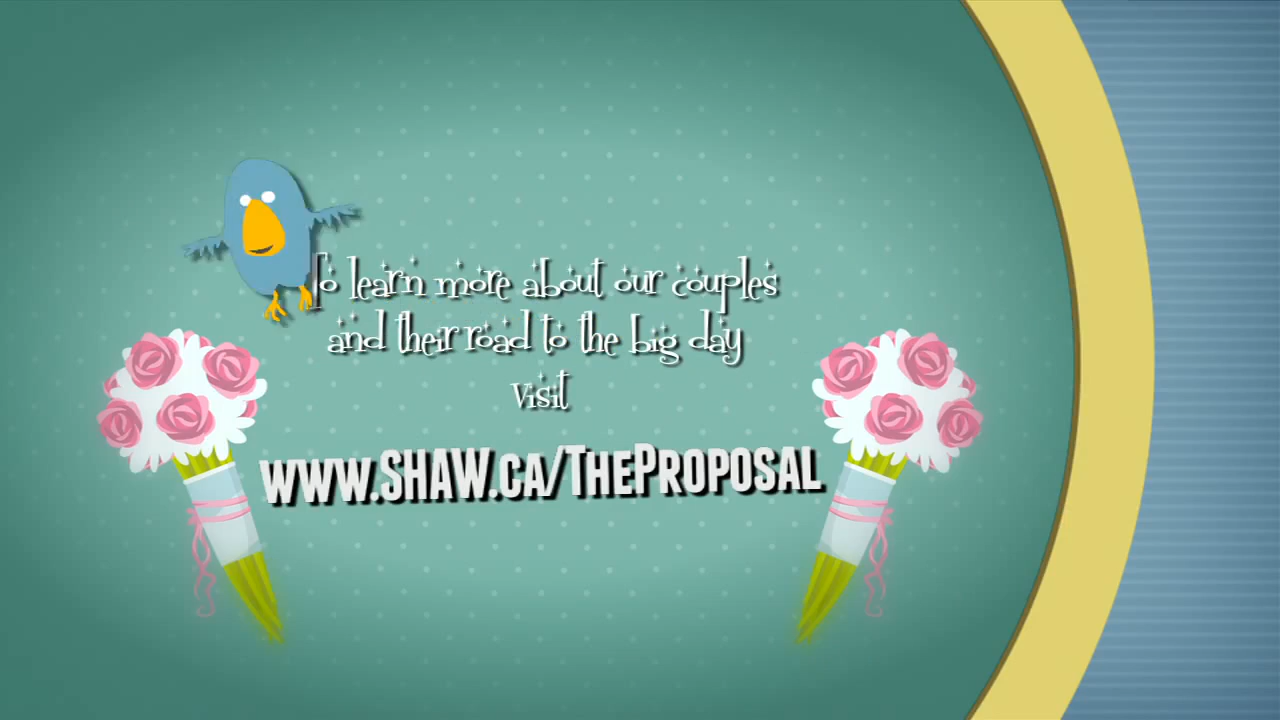 To learn more about our couples
and their road to the big day
visit
www.SHAW.ca/TheProposal